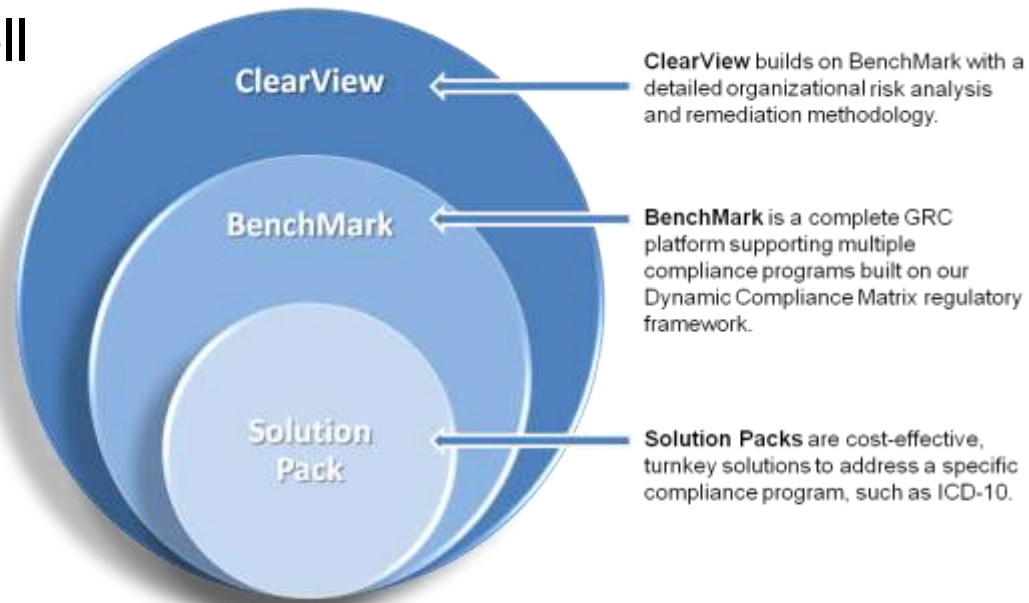 ll
ClearView
ClearView builds on BenchMark with a
detailed organizational risk analysis
and remediation methodology.
BenchMark
BenchMark is a complete GRC
platform supporting multiple
compliance programs built on our
Dynamic Compliance Matrix regulatory
framework.
Solution
Pack
Solution Packs are cost-effective,
turnkey solutions to address a specific
compliance program, such as ICD-10.